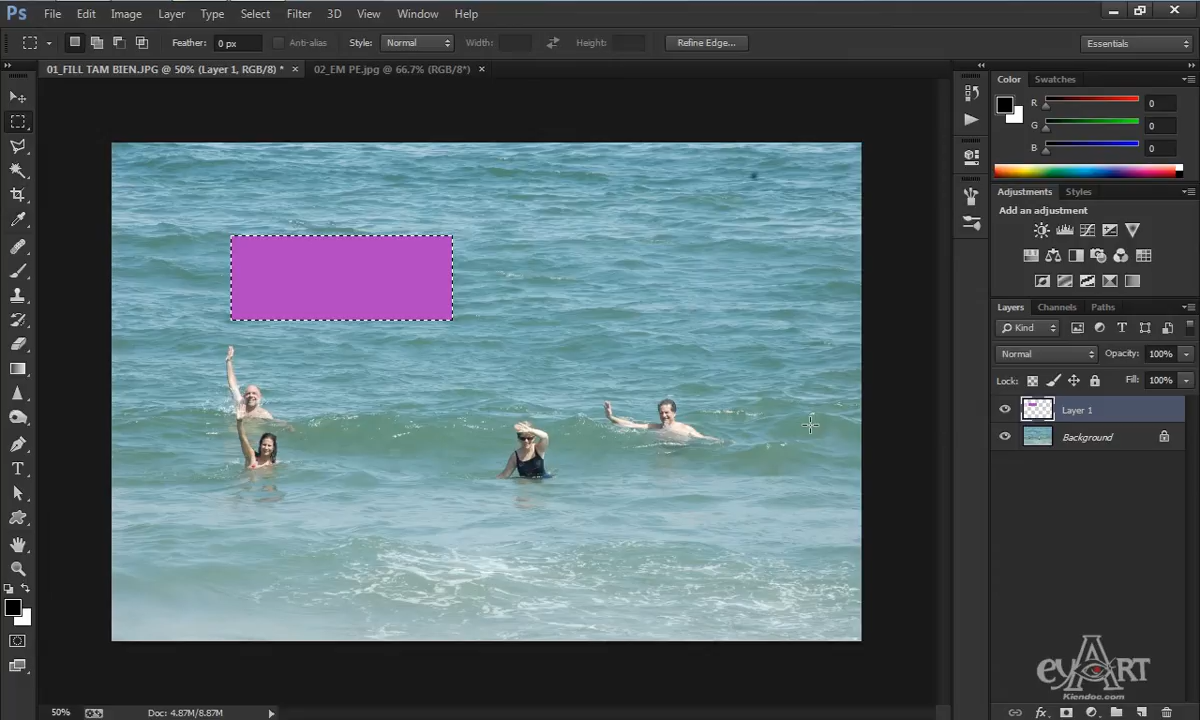 Ps File Edit Image Layer Type Select Filter 3D View Window Help
Feather: 0 px Anti-alias Style: Normal Width: Height: Refine Edge... Essentials
01_FILL TAM BIEN.JPG @ 50% (Layer 1, RGB/8) * × 02_EM PE.jpg @ 66.7% (RGB/8*) ×
Color Swatches
R 0
G 0
B 0
Adjustments Styles
Add an adjustment
Layers Channels Paths
Kind
Normal Opacity: 100%
Lock: Fill: 100%
Layer 1
Background
eyART
Kiendoc.com
50% Doc: 4.87M/8.87M